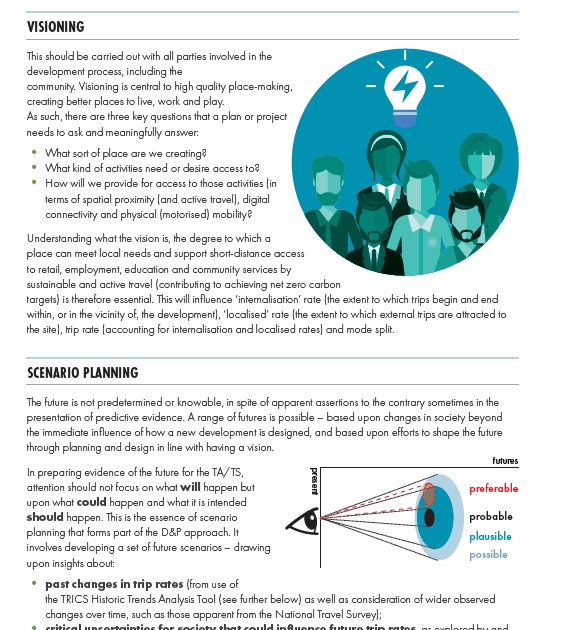 VISIONING
This should be carried out with all parties involved in the
development process, including the
community. Visioning is central to high quality place-making,
creating better places to live, work and play.
As such, there are three key questions that a plan or project
needs to ask and meaningfully answer:
• What sort of place are we creating?
• What kind of activities need or desire access to?
• How will we provide for access to those activities (in
terms of spatial proximity (and active travel), digital
connectivity and physical (motorised) mobility?
Understanding what the vision is, the degree to which a
place can meet local needs and support short-distance access
to retail, employment, education and community services by
sustainable and active travel (contributing to achieving net zero carbon
targets) is therefore essential. This will influence ‘internalisation’ rate (the extent to which trips begin and end
within, or in the vicinity of, the development), ‘localised’ rate (the extent to which external trips are attracted to
the site), trip rate (accounting for internalisation and localised rates) and mode split.
SCENARIO PLANNING
The future is not predetermined or knowable, in spite of apparent assertions to the contrary sometimes in the
presentation of predictive evidence. A range of futures is possible – based upon changes in society beyond
the immediate influence of how a new development is designed, and based upon efforts to shape the future
through planning and design in line with having a vision.
In preparing evidence of the future for the TA/TS,
attention should not focus on what will happen but
upon what could happen and what it is intended
should happen. This is the essence of scenario
planning that forms part of the D&P approach. It
involves developing a set of future scenarios – drawing
upon insights about:
futures
present
preferable
probable
plausible
possible
• past changes in trip rates (from use of
the TRICS Historic Trends Analysis Tool (see further below) as well as consideration of wider observed
changes over time, such as those apparent from the National Travel Survey);
• critical uncertainties for society that could influence future trip rates, as explored by and